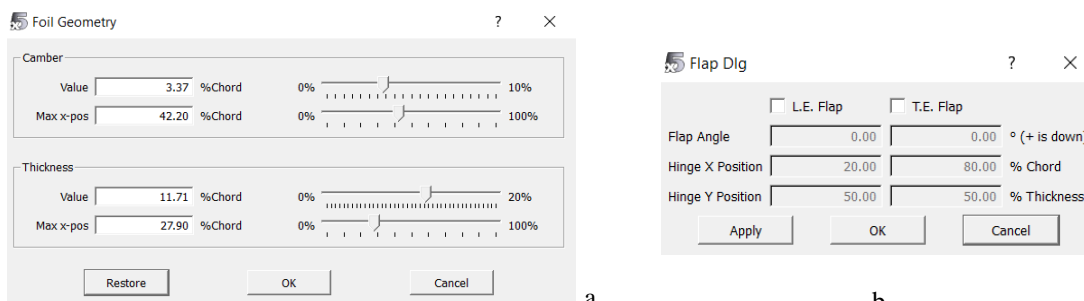 Foil Geometry ? ×
Camber
Value 3.37 %Chord 0% 10%
Max x-pos 42.20 %Chord 0% 100%
Thickness
Value 11.71 %Chord 0% 20%
Max x-pos 27.90 %Chord 0% 100%
Restore OK Cancel
a
Flap Dlg ? ×
L.E. Flap T.E. Flap
Flap Angle 0.00 0.00 ° (+ is down)
Hinge X Position 20.00 80.00 % Chord
Hinge Y Position 50.00 50.00 % Thickness
Apply OK Cancel
b